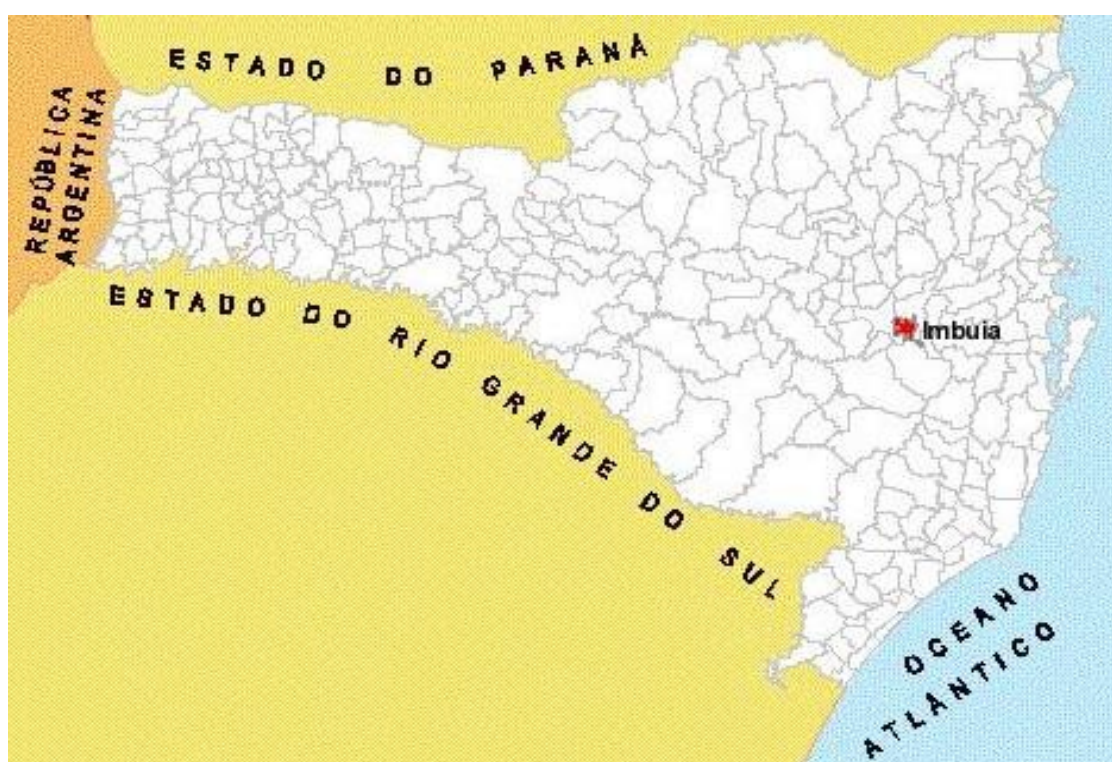 ESTADO DO PARANÁ
REPÚBLICA
ARGENTINA
ESTADO DO RIO GRANDE DO SUL
Imbuia
OCEANO
ATLÂNTICO